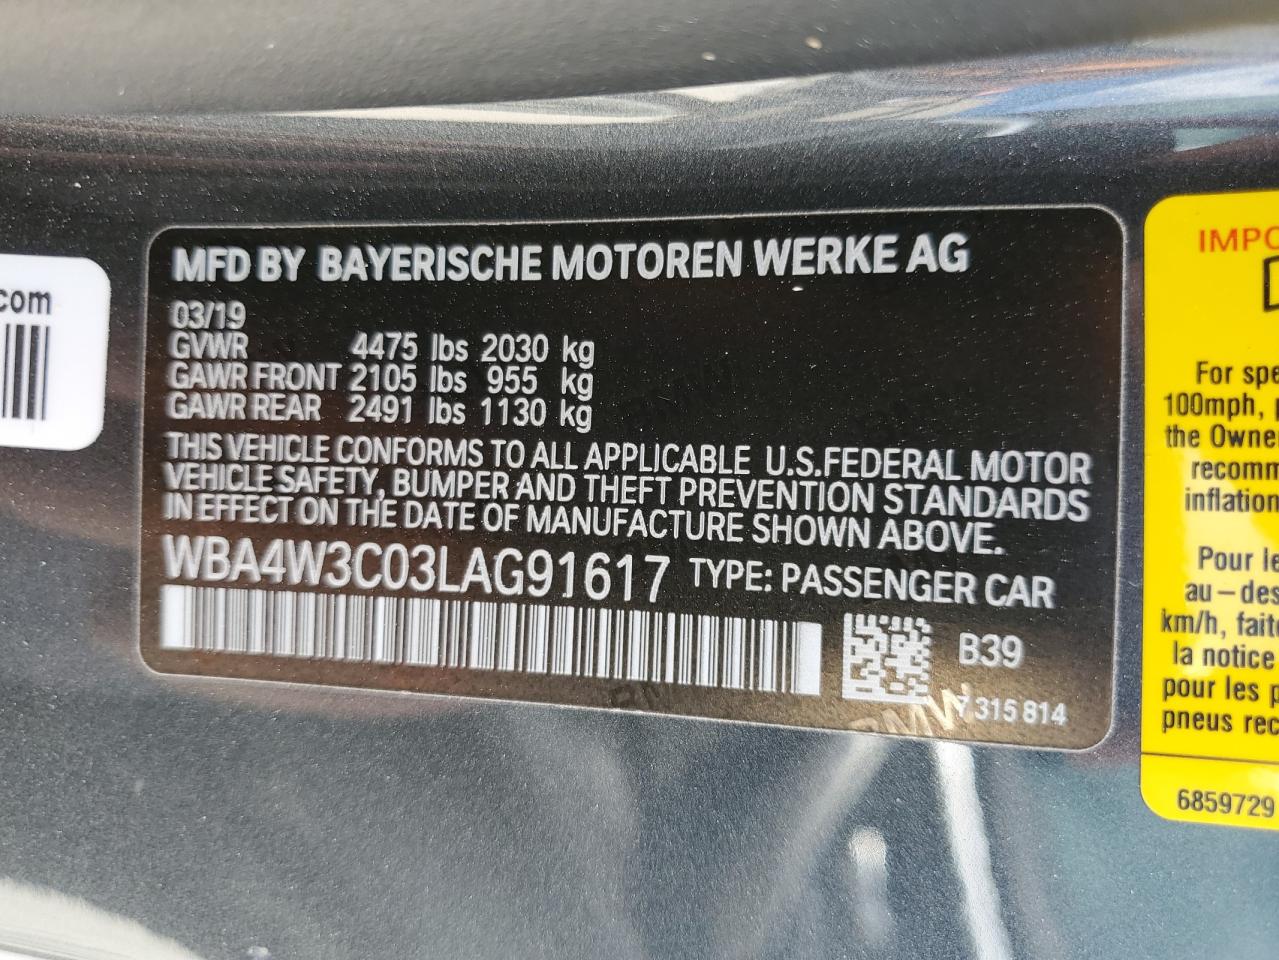 com
MFD BY BAYERISCHE MOTOREN WERKE AG
03/19
GVWR 4475 lbs 2030 kg
GAWR FRONT 2105 lbs 955 kg
GAWR REAR 2491 lbs 1130 kg
THIS VEHICLE CONFORMS TO ALL APPLICABLE U.S.FEDERAL MOTOR
VEHICLE SAFETY, BUMPER AND THEFT PREVENTION STANDARDS
IN EFFECT ON THE DATE OF MANUFACTURE SHOWN ABOVE.
WBA4W3C03LAG91617 TYPE: PASSENGER CAR
B39
7 315 814
BMW
BMW
BMW
IMPO
For spe
100mph,
the Owne
recomm
inflation
Pour le
au-des
km/h, faite
la notice
pour les p
pneus rec
6859729